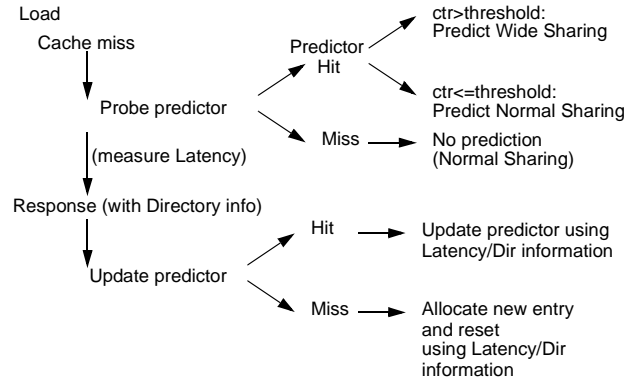 Load
Cache miss
Probe predictor
(measure Latency)
Response (with Directory info)
Update predictor
Predictor
Hit
ctr>threshold:
Predict Wide Sharing
ctr<=threshold:
Predict Normal Sharing
Miss
No prediction
(Normal Sharing)
Hit
Update predictor using
Latency/Dir information
Miss
Allocate new entry
and reset
using Latency/Dir
information